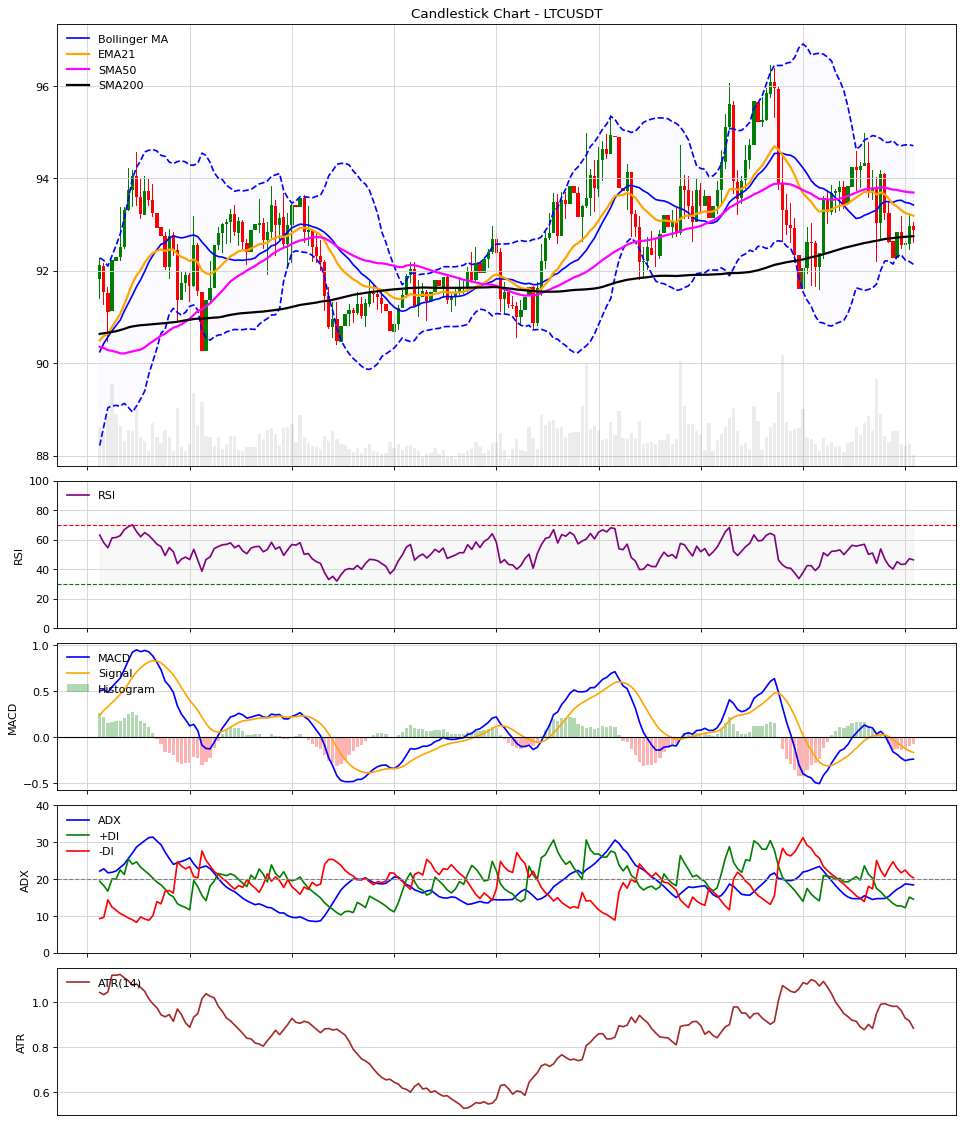 Candlestick Chart - LTCUSDT
Bollinger MA
EMA21
SMA50
SMA200
96
94
92
90
88
100
80
60
40
20
0
RSI
RSI
1.0
0.5
0.0
−0.5
MACD
MACD
Signal
Histogram
40
30
20
10
0
ADX
ADX
+DI
-DI
1.0
0.8
0.6
ATR
ATR(14)